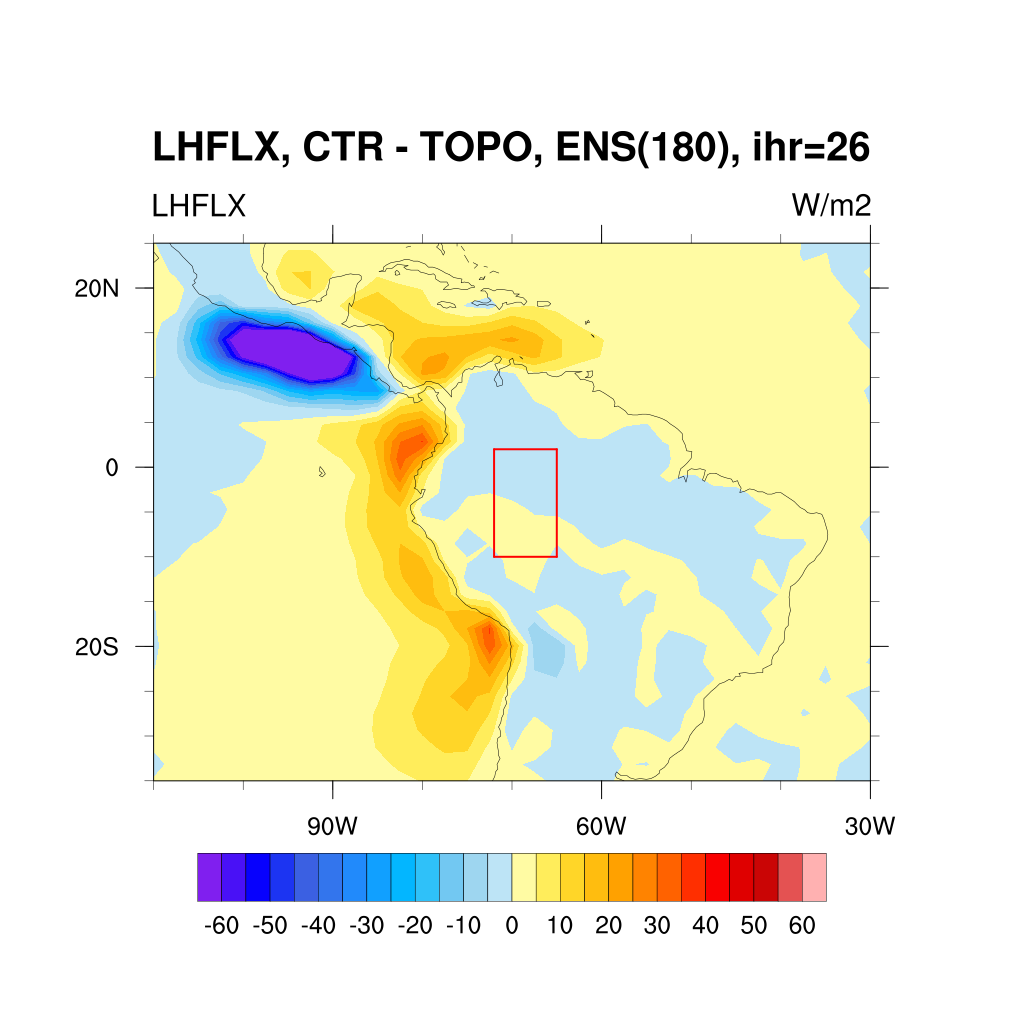 LHFLX, CTR - TOPO, ENS(180), ihr=26
LHFLX W/m2
20N
0
20S
90W 60W 30W
-60 -50 -40 -30 -20 -10 0 10 20 30 40 50 60